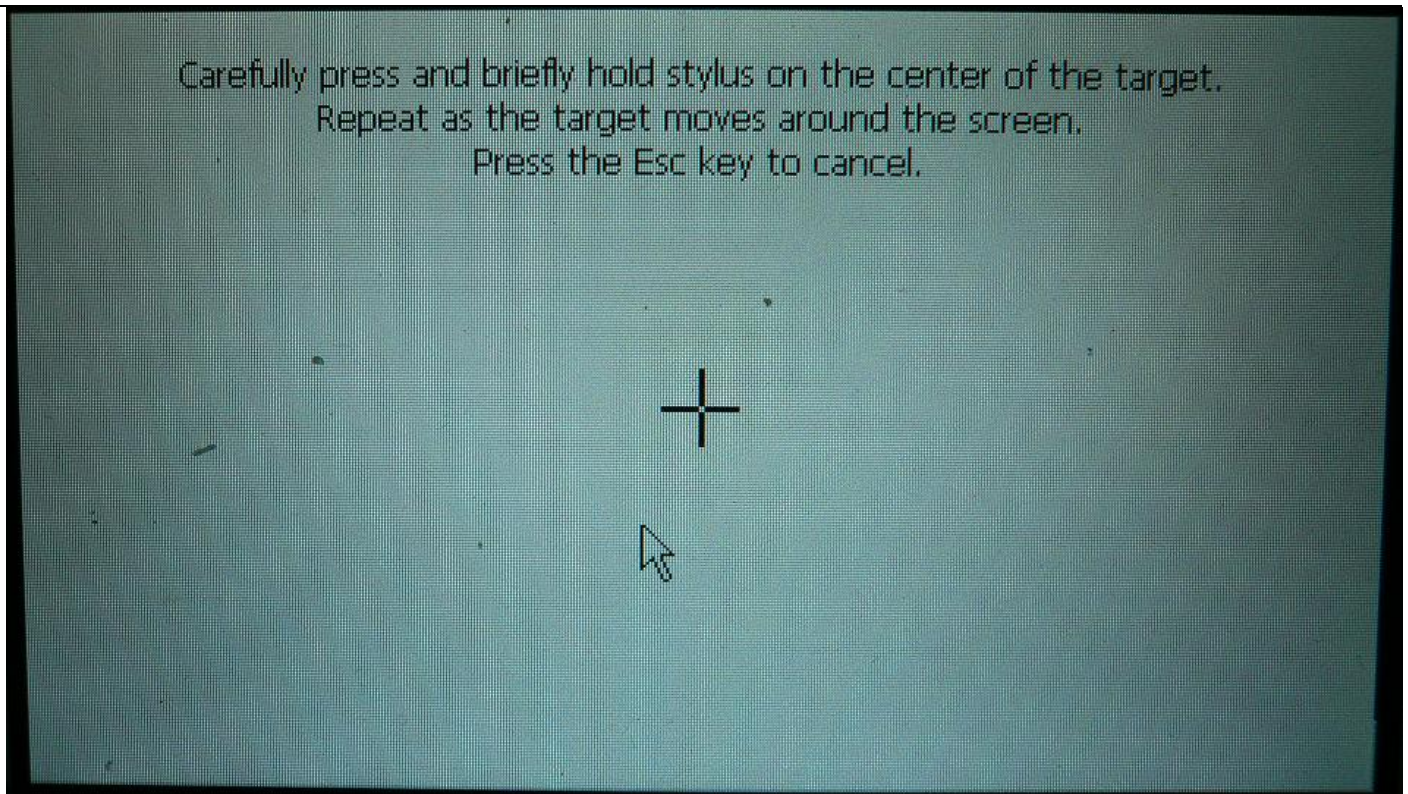 Carefully press and briefly hold stylus on the center of the target.
Repeat as the target moves around the screen.
Press the Esc key to cancel.